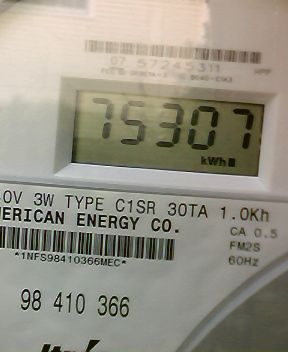 07 57245311
75307
kWh
0V 3W TYPE C1SR 30TA 1.0Kh
ERICAN ENERGY CO.
CA 0.5
FM2S
*1NFS98410366MEC*
60Hz
98 410 366